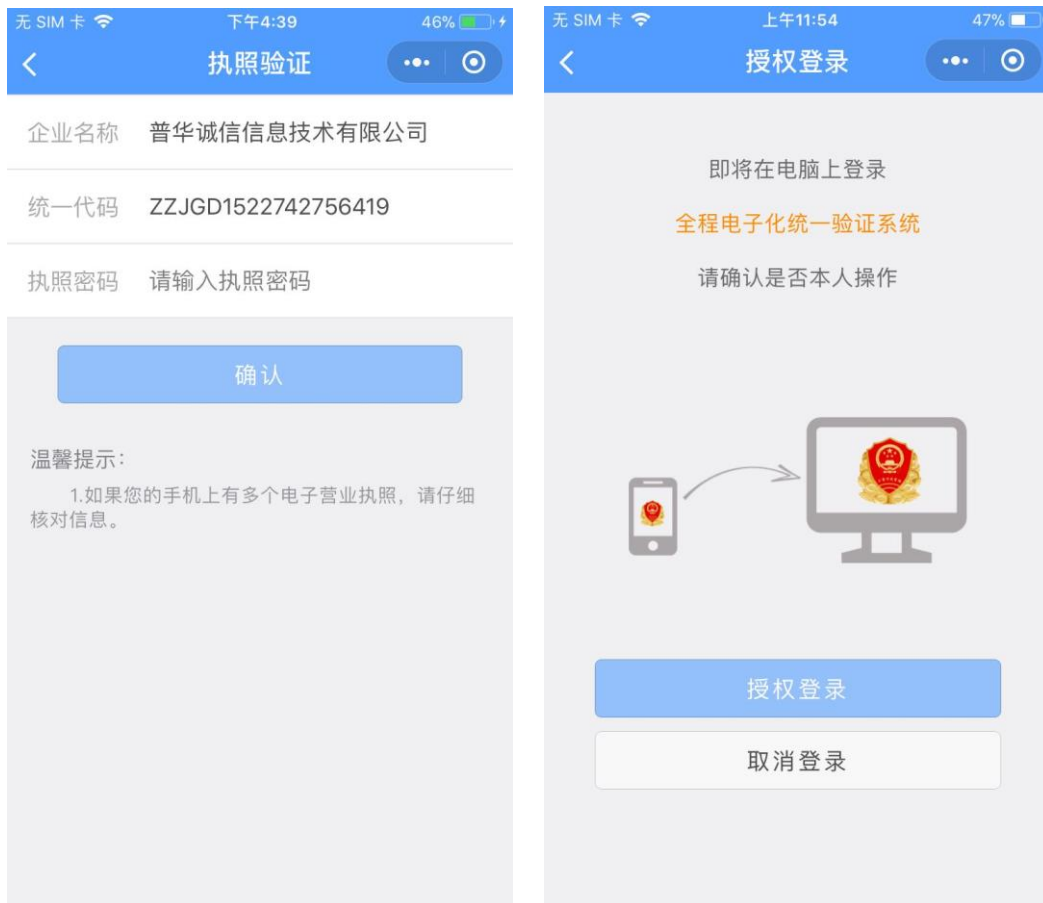 无 SIM 卡
下午4:39
46%
执照验证
企业名称 普华诚信信息技术有限公司
统一代码 ZZJGD1522742756419
执照密码 请输入执照密码
确认
温馨提示：
1.如果您的手机上有多个电子营业执照，请仔细
核对信息。
无 SIM 卡
上午11:54
47%
授权登录
即将在电脑上登录
全程电子化统一验证系统
请确认是否本人操作
授权登录
取消登录